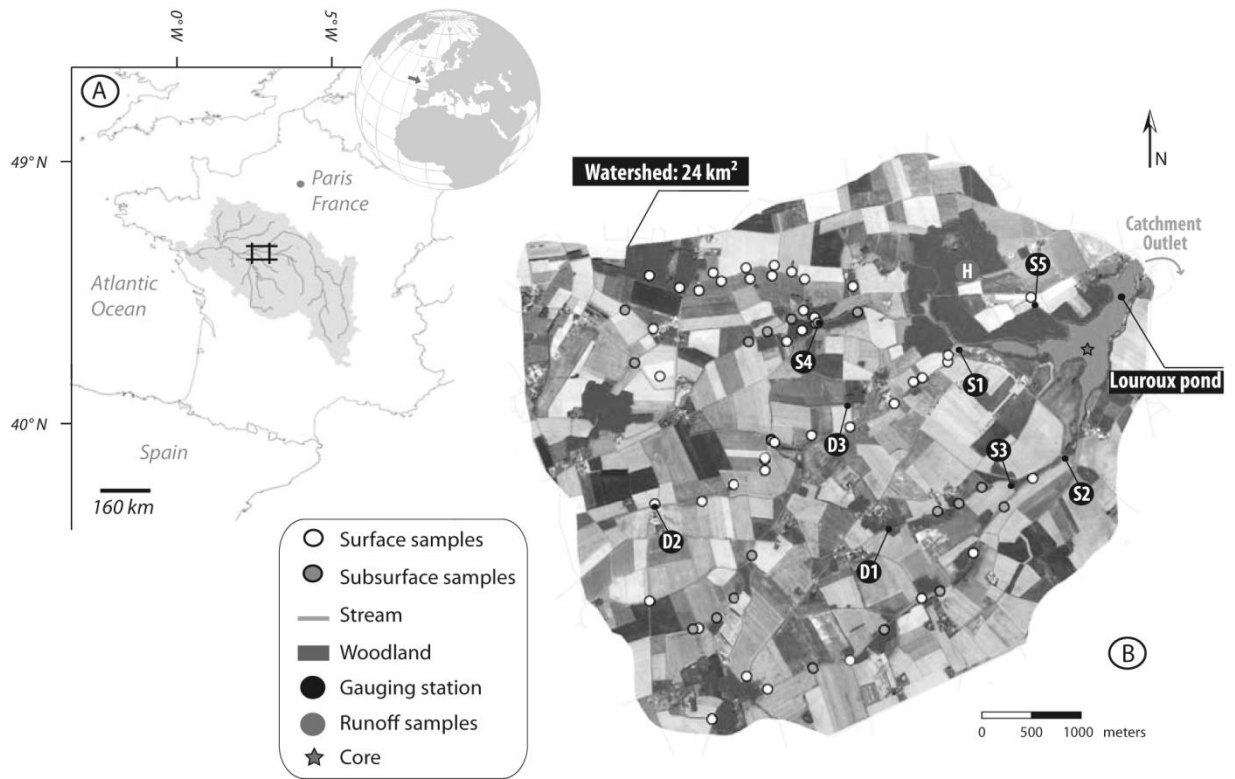 0°W
5°W
A
49° N
Paris
France
Atlantic
Ocean
40° N
Spain
160 km
Surface samples
Subsurface samples
Stream
Woodland
Gauging station
Runoff samples
Core
N
Watershed: 24 km²
Catchment
Outlet
H
S5
S4
S1
Louroux pond
D3
S3
S2
D2
D1
B
0 500 1000 meters